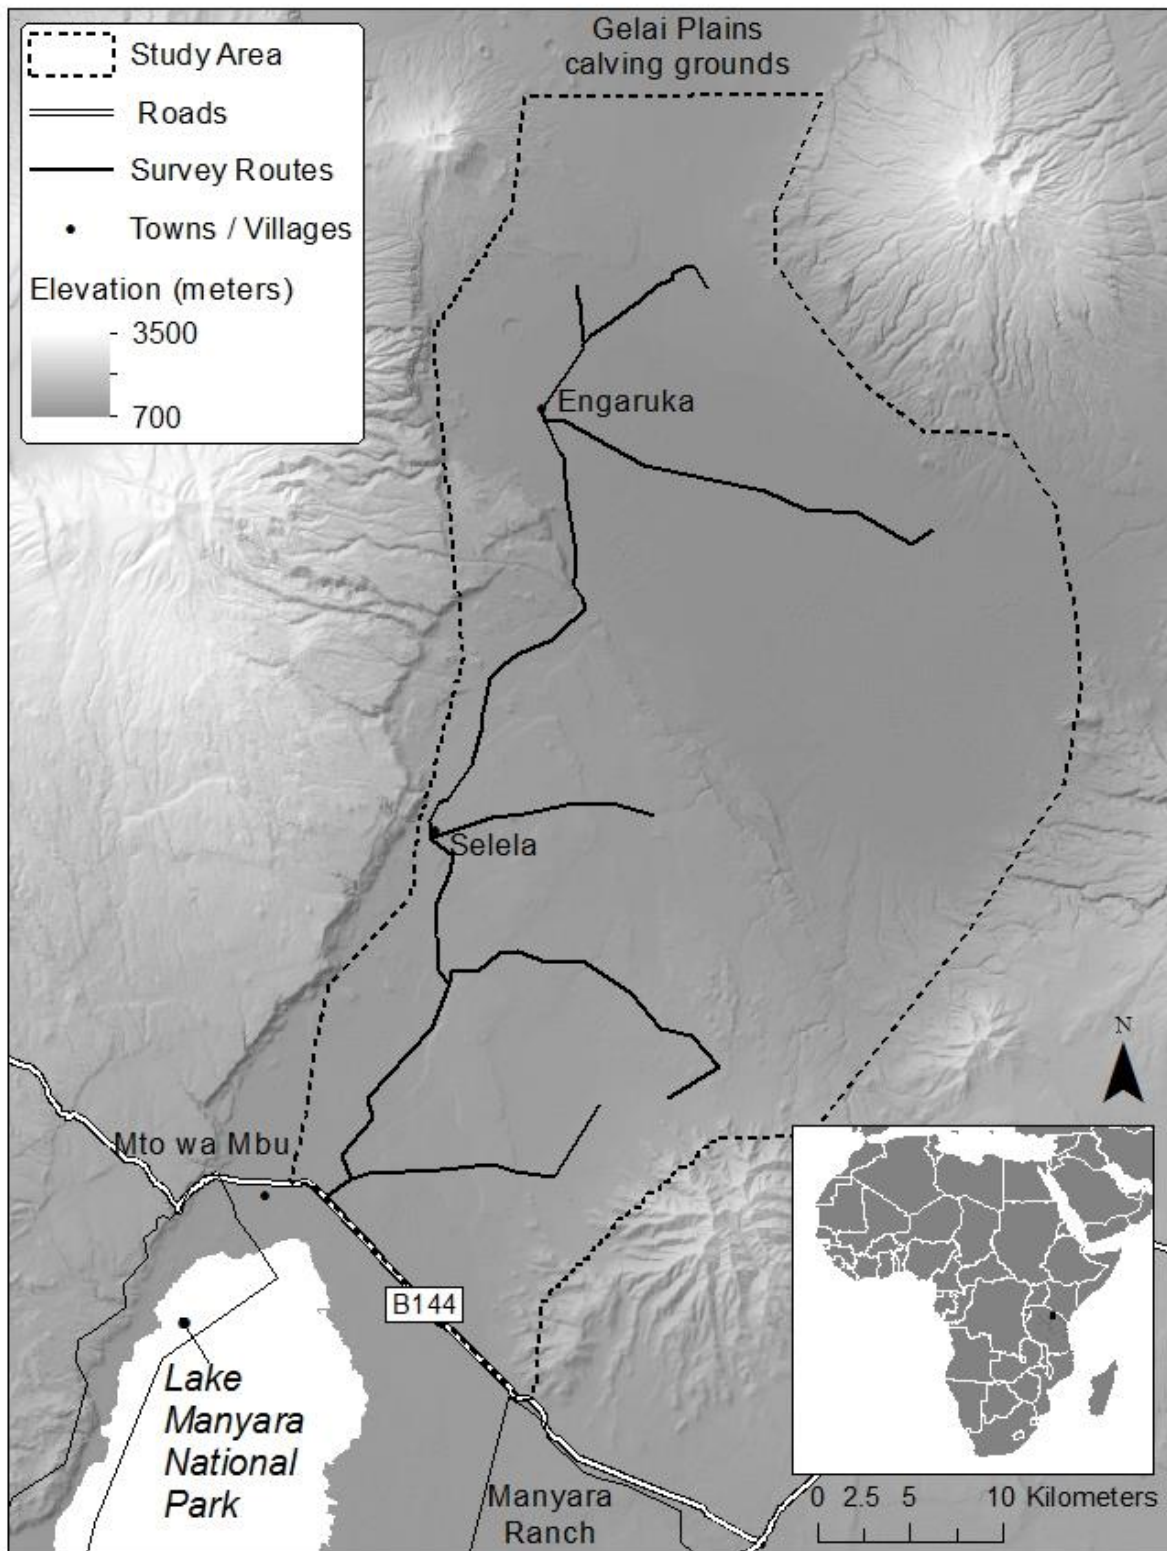 Gelai Plains
calving grounds
Study Area
Roads
Survey Routes
Towns / Villages
Elevation (meters)
3500
700
Engaruka
Selela
N
Mto wa Mbu
B144
Lake
Manyara
National
Park
Manyara
Ranch
0 2.5 5 10 Kilometers